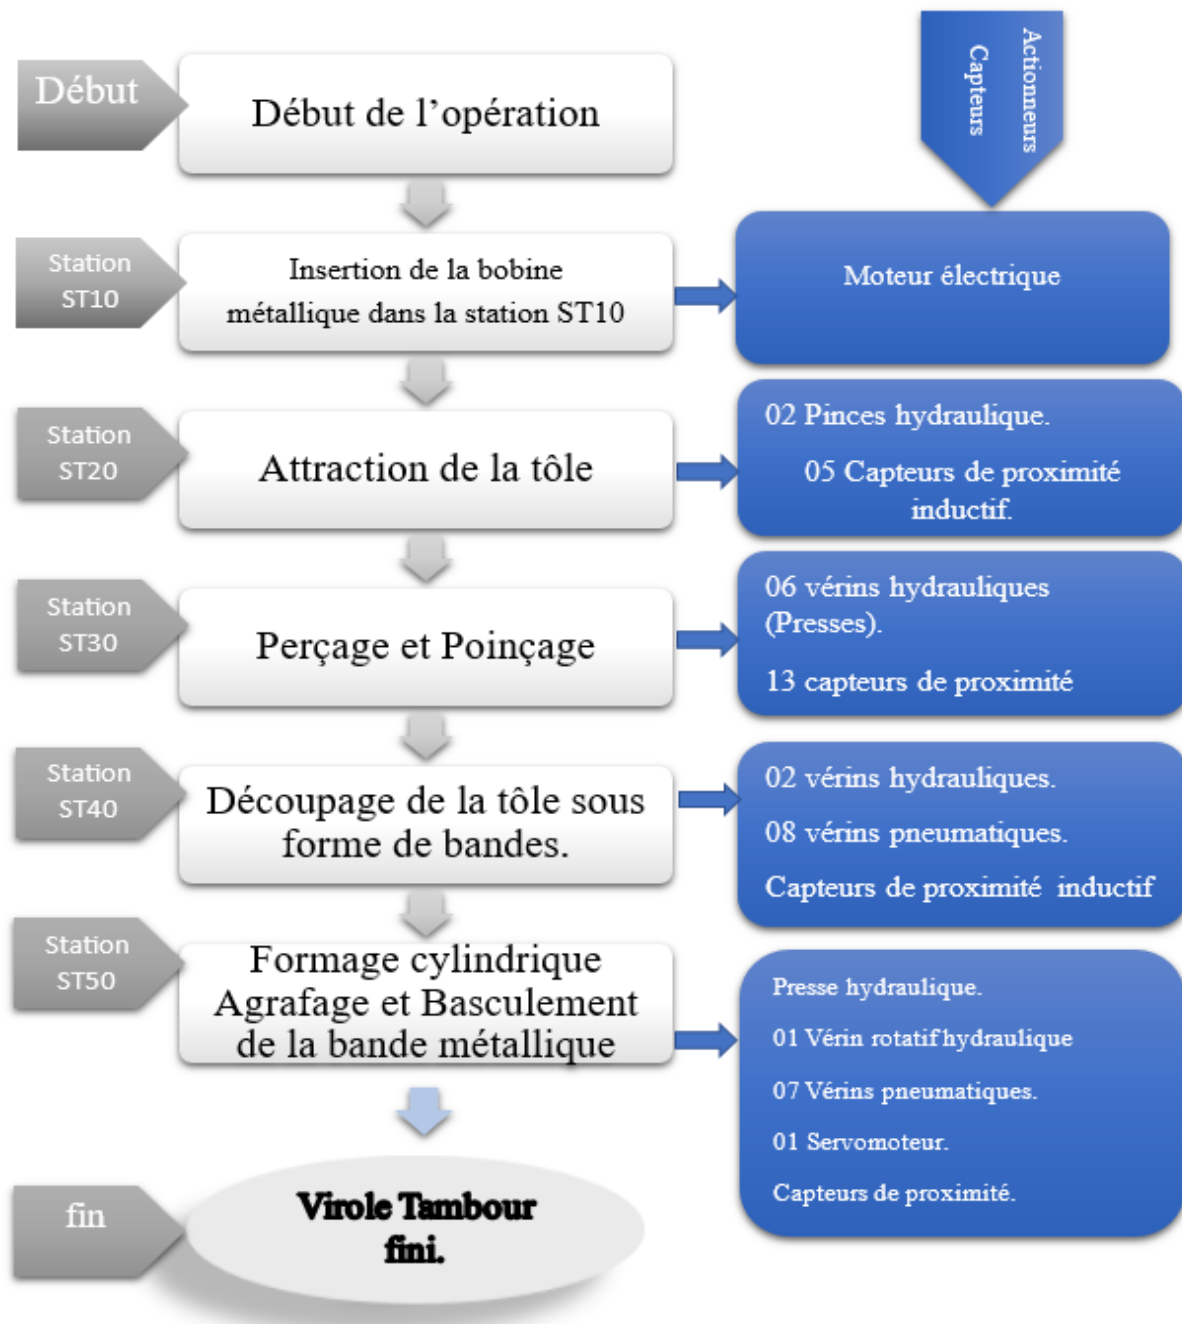 Début
Début de l’opération
Actionneurs
Capteurs
Station
ST10
Insertion de la bobine
métallique dans la station ST10
Moteur électrique
Station
ST20
Attraction de la tôle
02 Pinces hydraulique.
05 Capteurs de proximité
inductif.
Station
ST30
Perçage et Poinçage
06 vérins hydrauliques
(Presses).
13 capteurs de proximité
Station
ST40
Découpage de la tôle sous
forme de bandes.
02 vérins hydrauliques.
08 vérins pneumatiques.
Capteurs de proximité inductif
Station
ST50
Formage cylindrique
Agrafage et Basculement
de la bande métallique
Presse hydraulique.
01 Vérin rotatif hydraulique
07 Vérins pneumatiques.
01 Servomoteur.
Capteurs de proximité.
fin
Virole Tambour
fini.